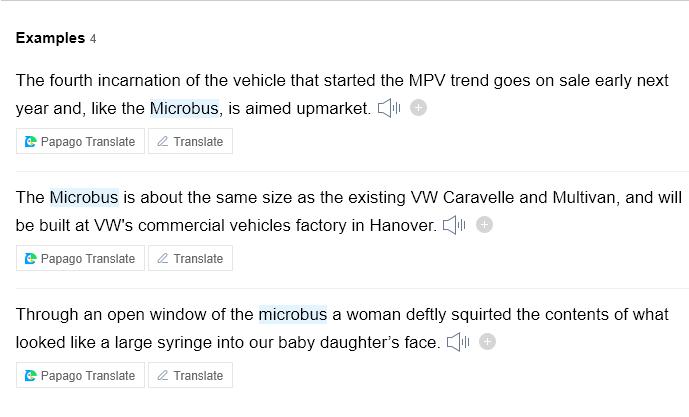 Examples 4
The fourth incarnation of the vehicle that started the MPV trend goes on sale early next
year and, like the Microbus, is aimed upmarket.
Papago Translate Translate
The Microbus is about the same size as the existing VW Caravelle and Multivan, and will
be built at VW's commercial vehicles factory in Hanover.
Papago Translate Translate
Through an open window of the microbus a woman deftly squirted the contents of what
looked like a large syringe into our baby daughter’s face.
Papago Translate Translate